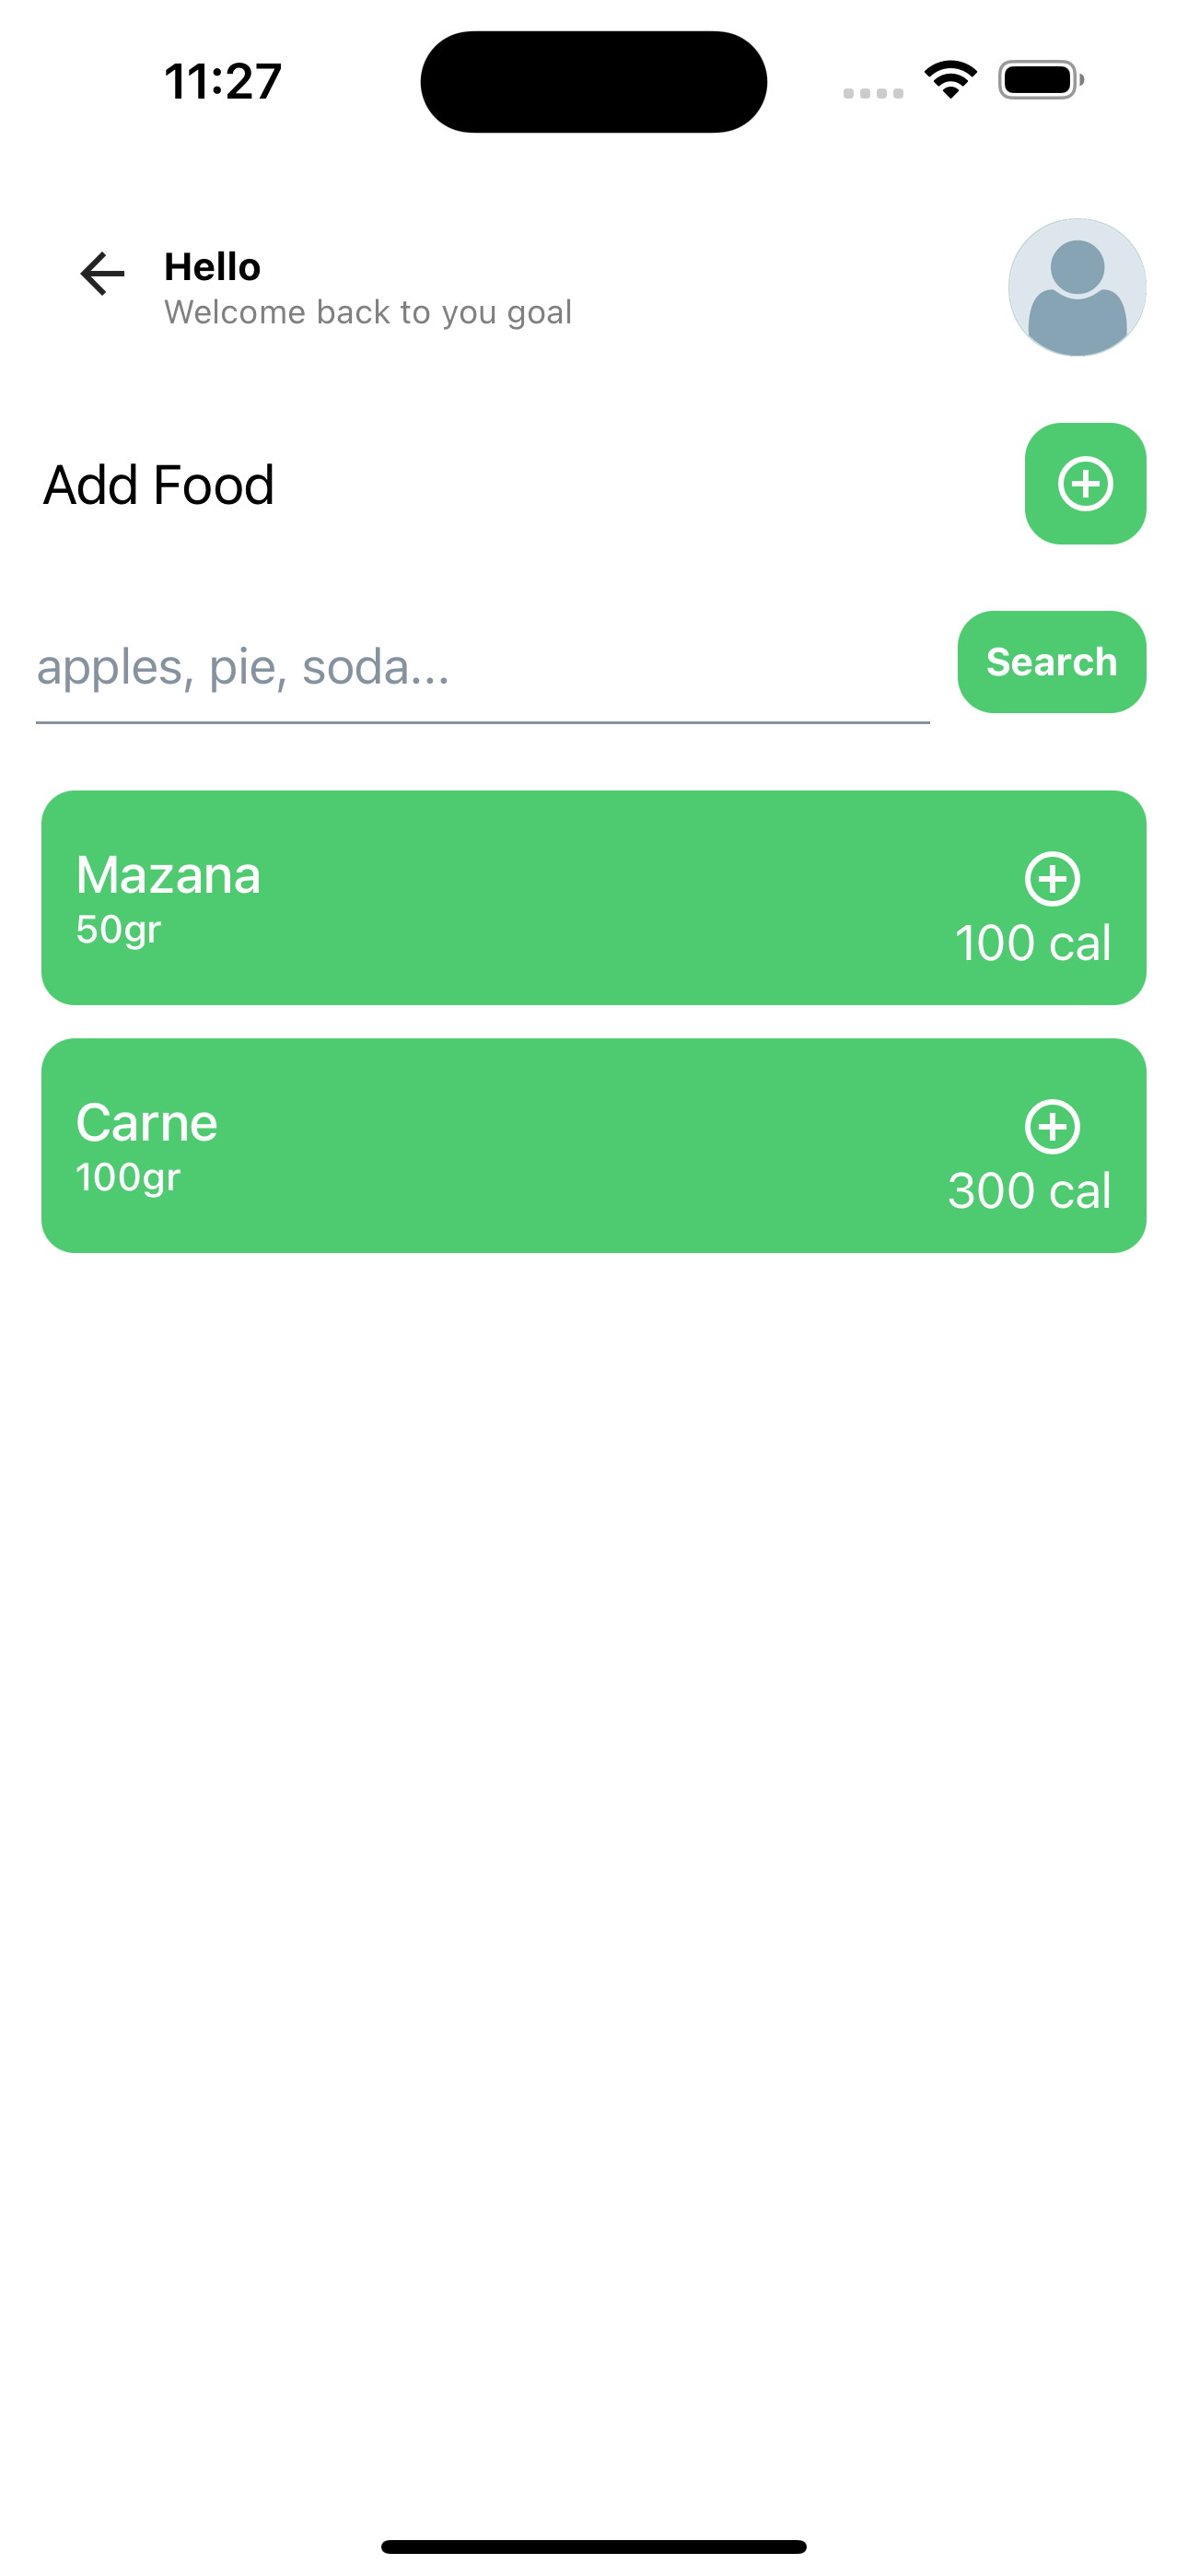 11:27
Hello
Welcome back to you goal
Add Food
apples, pie, soda...
Search
Mazana
50gr
100 cal
Carne
100gr
300 cal